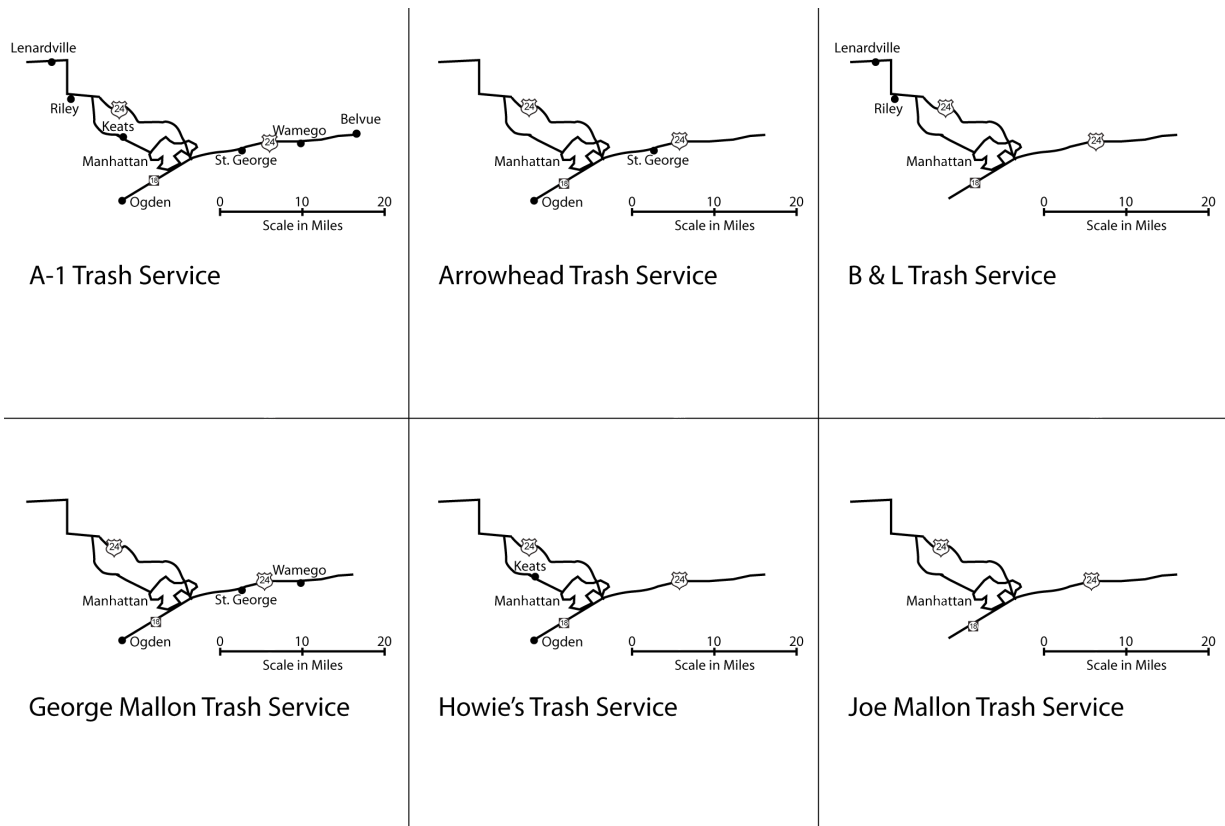 Lenardville
Riley
24
Keats
Manhattan
Wamego
24
Belvue
St. George
18
Ogden
0 10 20
Scale in Miles
A-1 Trash Service
24
Manhattan
24
St. George
18
Ogden
0 10 20
Scale in Miles
Arrowhead Trash Service
Lenardville
Riley
24
Manhattan
24
18
0 10 20
Scale in Miles
B & L Trash Service
24
Manhattan
Wamego
24
St. George
18
Ogden
0 10 20
Scale in Miles
George Mallon Trash Service
24
Keats
Manhattan
24
18
Ogden
0 10 20
Scale in Miles
Howie's Trash Service
24
Manhattan
24
18
0 10 20
Scale in Miles
Joe Mallon Trash Service